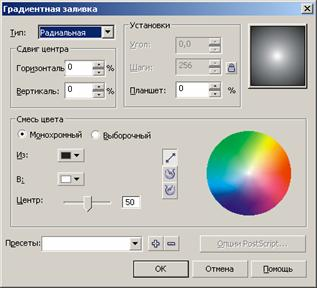 Градиентная заливка
Тип: Радиальная
Сдвиг центра
Горизонталь 0 %
Вертикаль: 0 %
Установки
Угол: 0,0
Шаги: 256
Планшет: 0 %
Смесь цвета
Монохромный Выборочный
Из:
В:
Центр: 50
Пресеты:
Опции PostScript...
OK Отмена Помощь